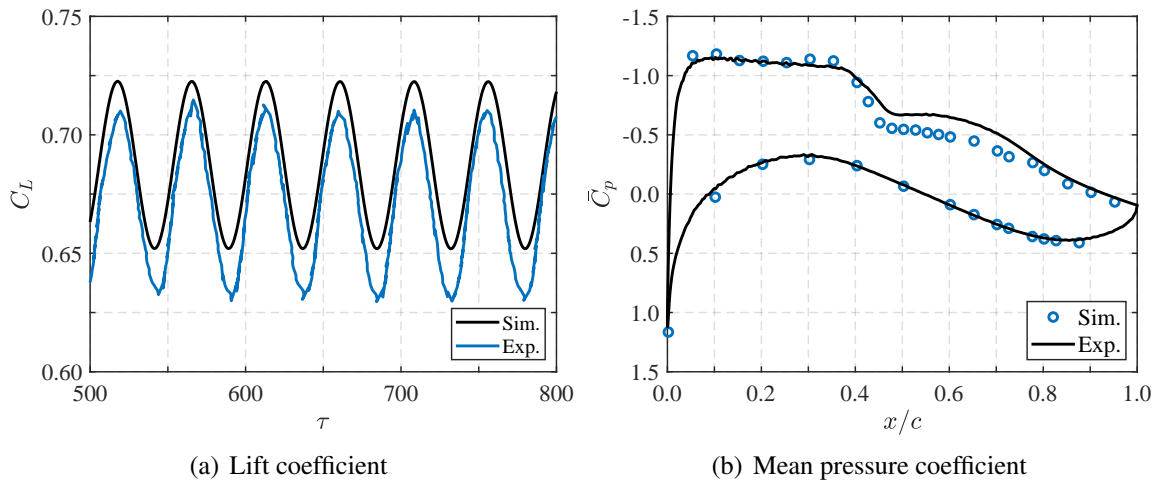 0.75
0.70
0.65
0.60
C_L
500
600
700
800
τ
Sim.
Exp.
(a) Lift coefficient
-1.5
-1.0
-0.5
0.0
0.5
1.0
1.5
C̄_p
0.0
0.2
0.4
0.6
0.8
1.0
x/c
Sim.
Exp.
(b) Mean pressure coefficient